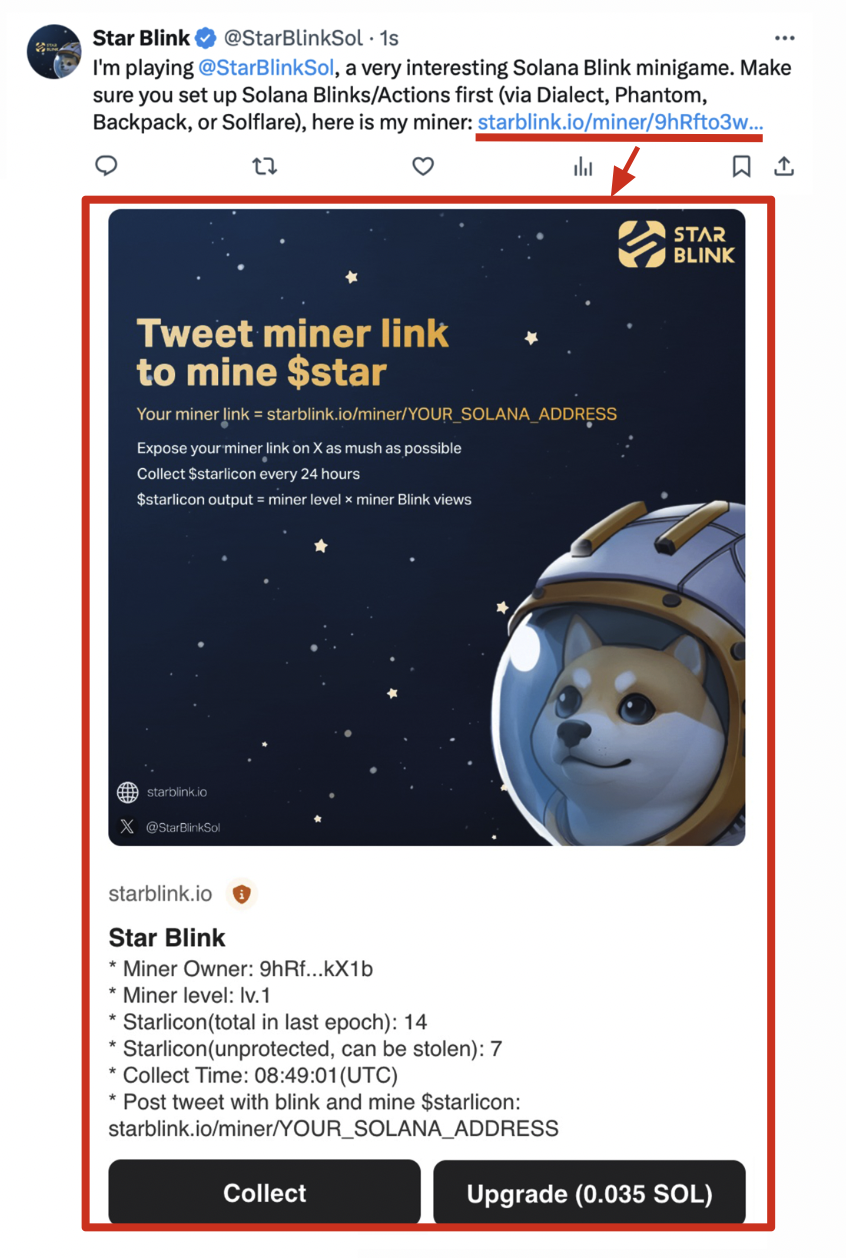 Star Blink @StarBlinkSol · 1s
I'm playing @StarBlinkSol, a very interesting Solana Blink minigame. Make
sure you set up Solana Blinks/Actions first (via Dialect, Phantom,
Backpack, or Solflare), here is my miner: starblink.io/miner/9hRfto3w...
STAR
BLINK
Tweet miner link
to mine $star
Your miner link = starblink.io/miner/YOUR_SOLANA_ADDRESS
Expose your miner link on X as mush as possible
Collect $starlicon every 24 hours
$starlicon output = miner level × miner Blink views
starblink.io
@StarBlinkSol
starblink.io
Star Blink
* Miner Owner: 9hRf...kX1b
* Miner level: lv.1
* Starlicon(total in last epoch): 14
* Starlicon(unprotected, can be stolen): 7
* Collect Time: 08:49:01(UTC)
* Post tweet with blink and mine $starlicon:
starblink.io/miner/YOUR_SOLANA_ADDRESS
Collect
Upgrade (0.035 SOL)